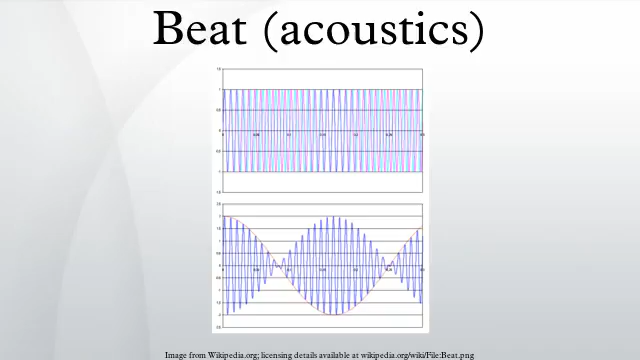 Beat (acoustics)
Image from Wikipedia.org; licensing details available at wikipedia.org/wiki/File:Beat.png